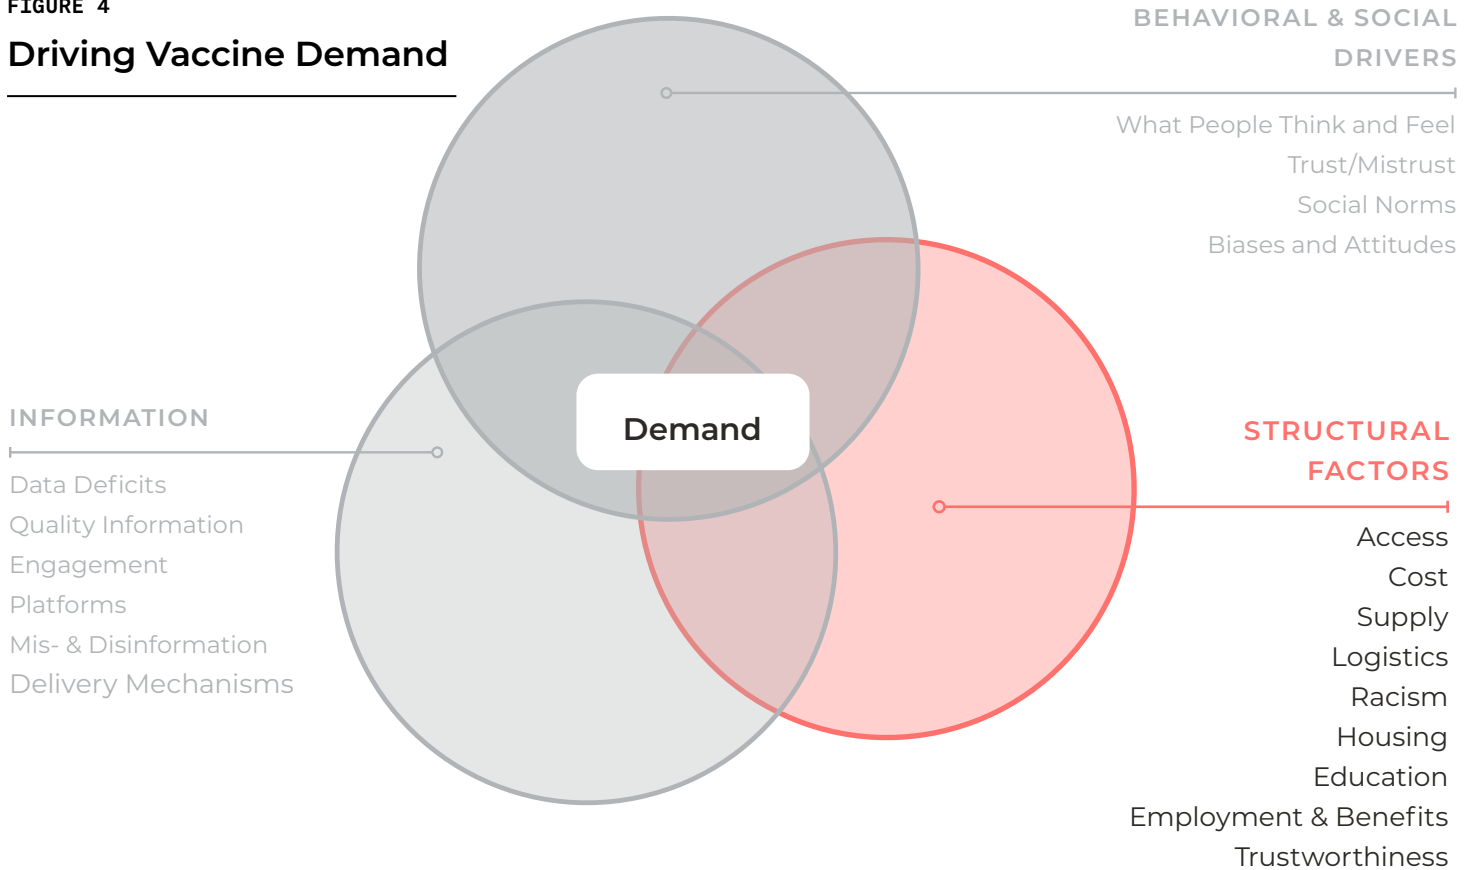 FIGURE 4
Driving Vaccine Demand
BEHAVIORAL & SOCIAL
DRIVERS
What People Think and Feel
Trust/Mistrust
Social Norms
Biases and Attitudes
Demand
INFORMATION
Data Deficits
Quality Information
Engagement
Platforms
Mis- & Disinformation
Delivery Mechanisms
STRUCTURAL
FACTORS
Access
Cost
Supply
Logistics
Racism
Housing
Education
Employment & Benefits
Trustworthiness